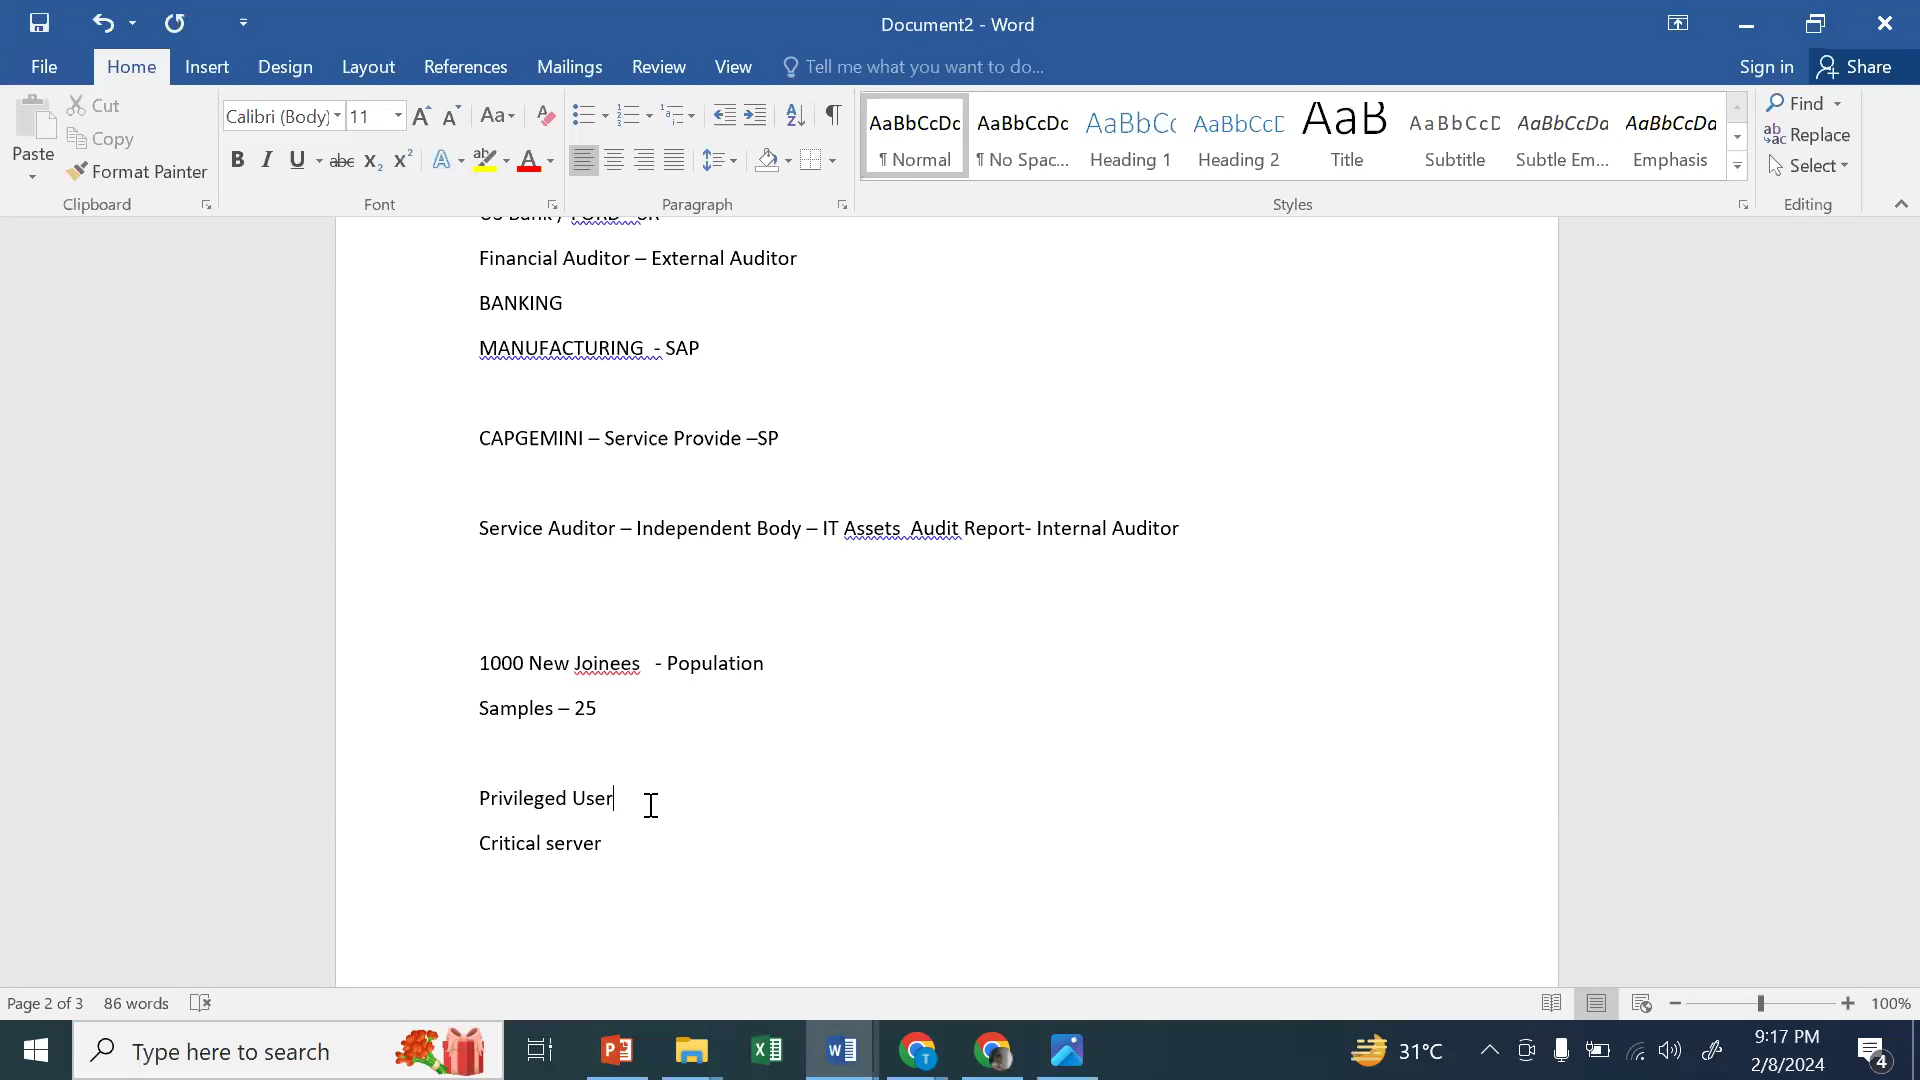 Document2 - Word
File Home Insert Design Layout References Mailings Review View Tell me what you want to do... Sign in Share
Paste
Cut
Copy
Format Painter
Clipboard
Calibri (Body) 11
Font
Paragraph
AaBbCcDc AaBbCcDc AaBbCc AaBbCcD AaB AaBbCcD AaBbCcDa AaBbCcDa
¶ Normal ¶ No Spac... Heading 1 Heading 2 Title Subtitle Subtle Em... Emphasis
Styles
Find
Replace
Select
Editing
Financial Auditor – External Auditor
BANKING
MANUFACTURING - SAP
CAPGEMINI – Service Provide –SP
Service Auditor – Independent Body – IT Assets Audit Report- Internal Auditor
1000 New Joinees - Population
Samples – 25
Privileged User
Critical server
Page 2 of 3 86 words 100%
Type here to search
31°C
9:17 PM
2/8/2024
4